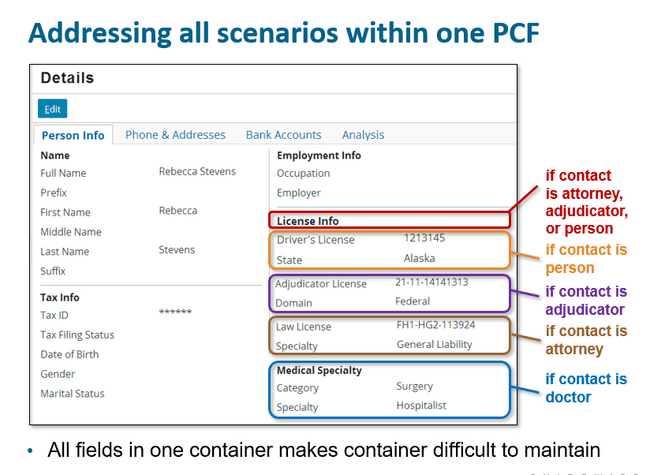 Addressing all scenarios within one PCF
Details
Edit
Person Info Phone & Addresses Bank Accounts Analysis
Name
Full Name Rebecca Stevens
Prefix
First Name Rebecca
Middle Name
Last Name Stevens
Suffix
Tax Info
Tax ID ******
Tax Filing Status
Date of Birth
Gender
Marital Status
Employment Info
Occupation
Employer
License Info
Driver's License 1213145
State Alaska
Adjudicator License 21-11-14141313
Domain Federal
Law License FH1-HG2-113924
Specialty General Liability
Medical Specialty
Category Surgery
Specialty Hospitalist
if contact
is attorney,
adjudicator,
or person
if contact is
person
if contact is
adjudicator
if contact is
attorney
if contact is
doctor
• All fields in one container makes container difficult to maintain